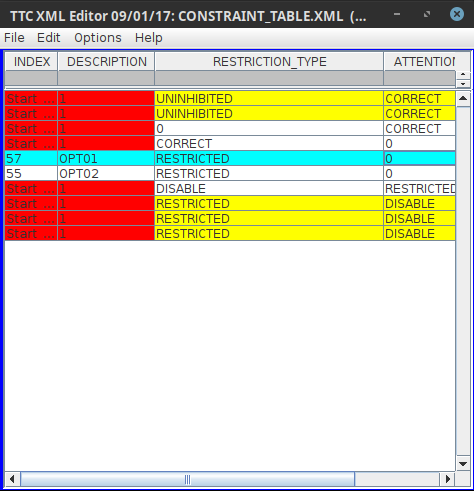 TTC XML Editor 09/01/17: CONSTRAINT_TABLE.XML (...
File Edit Options Help
INDEX DESCRIPTION RESTRICTION_TYPE ATTENTION
Start ... 1 UNINHIBITED CORRECT
Start ... 1 UNINHIBITED CORRECT
Start ... 1 0 CORRECT
Start ... 1 CORRECT 0
57 OPT01 RESTRICTED 0
55 OPT02 RESTRICTED 0
Start ... 1 DISABLE RESTRICTED
Start ... 1 RESTRICTED DISABLE
Start ... 1 RESTRICTED DISABLE
Start ... 1 RESTRICTED DISABLE